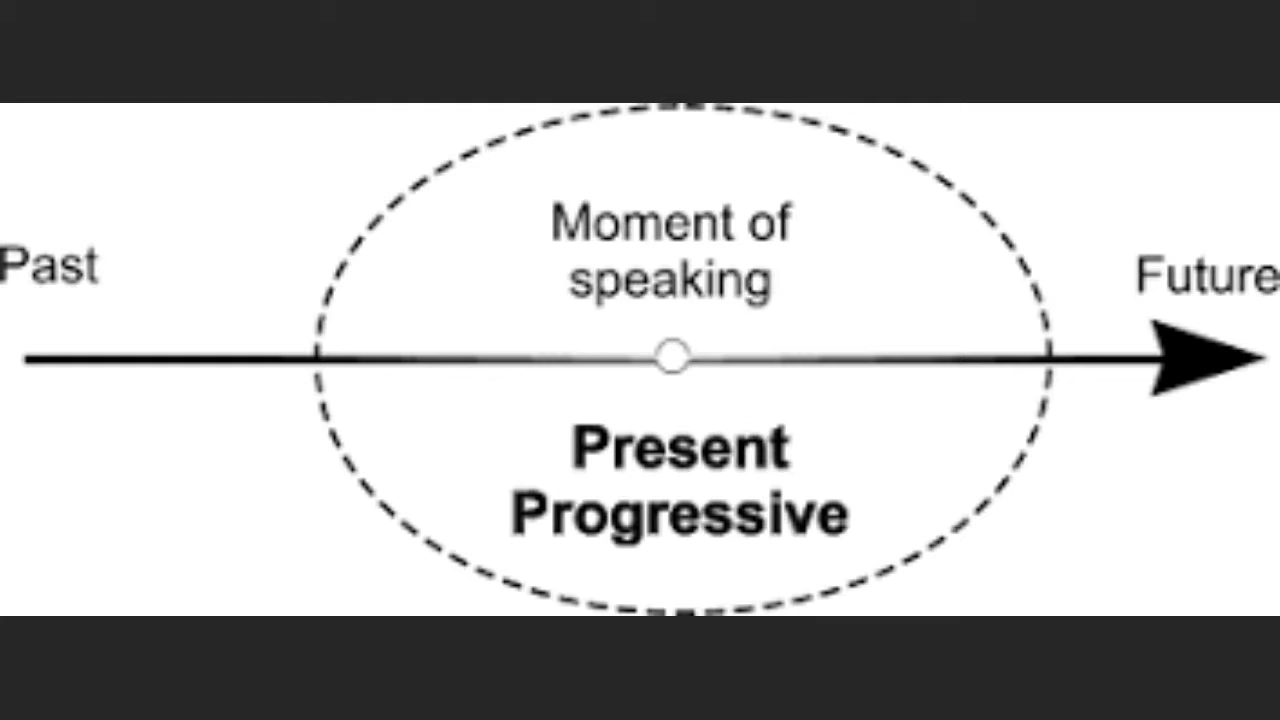 Moment of
speaking
Past
Future
Present
Progressive